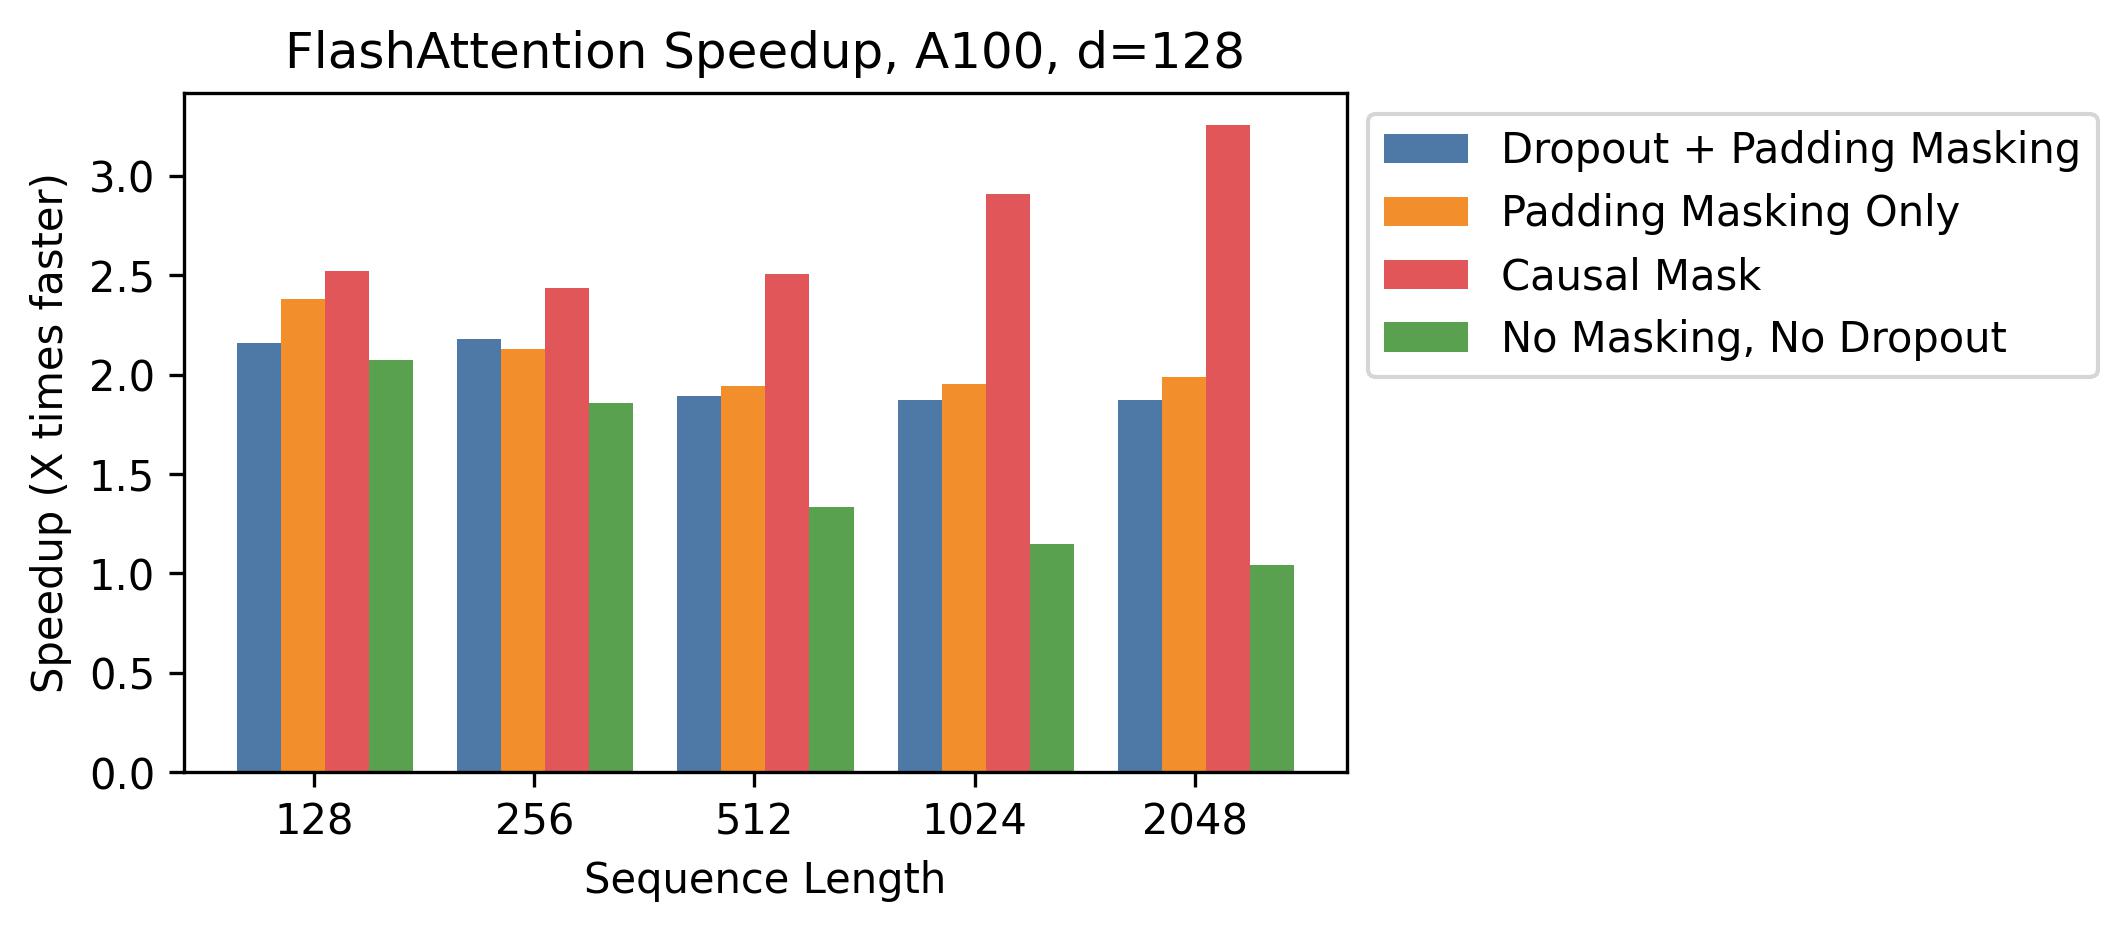 FlashAttention Speedup, A100, d=128
Speedup (X times faster)
3.0
2.5
2.0
1.5
1.0
0.5
0.0
128 256 512 1024 2048
Sequence Length
Dropout + Padding Masking
Padding Masking Only
Causal Mask
No Masking, No Dropout